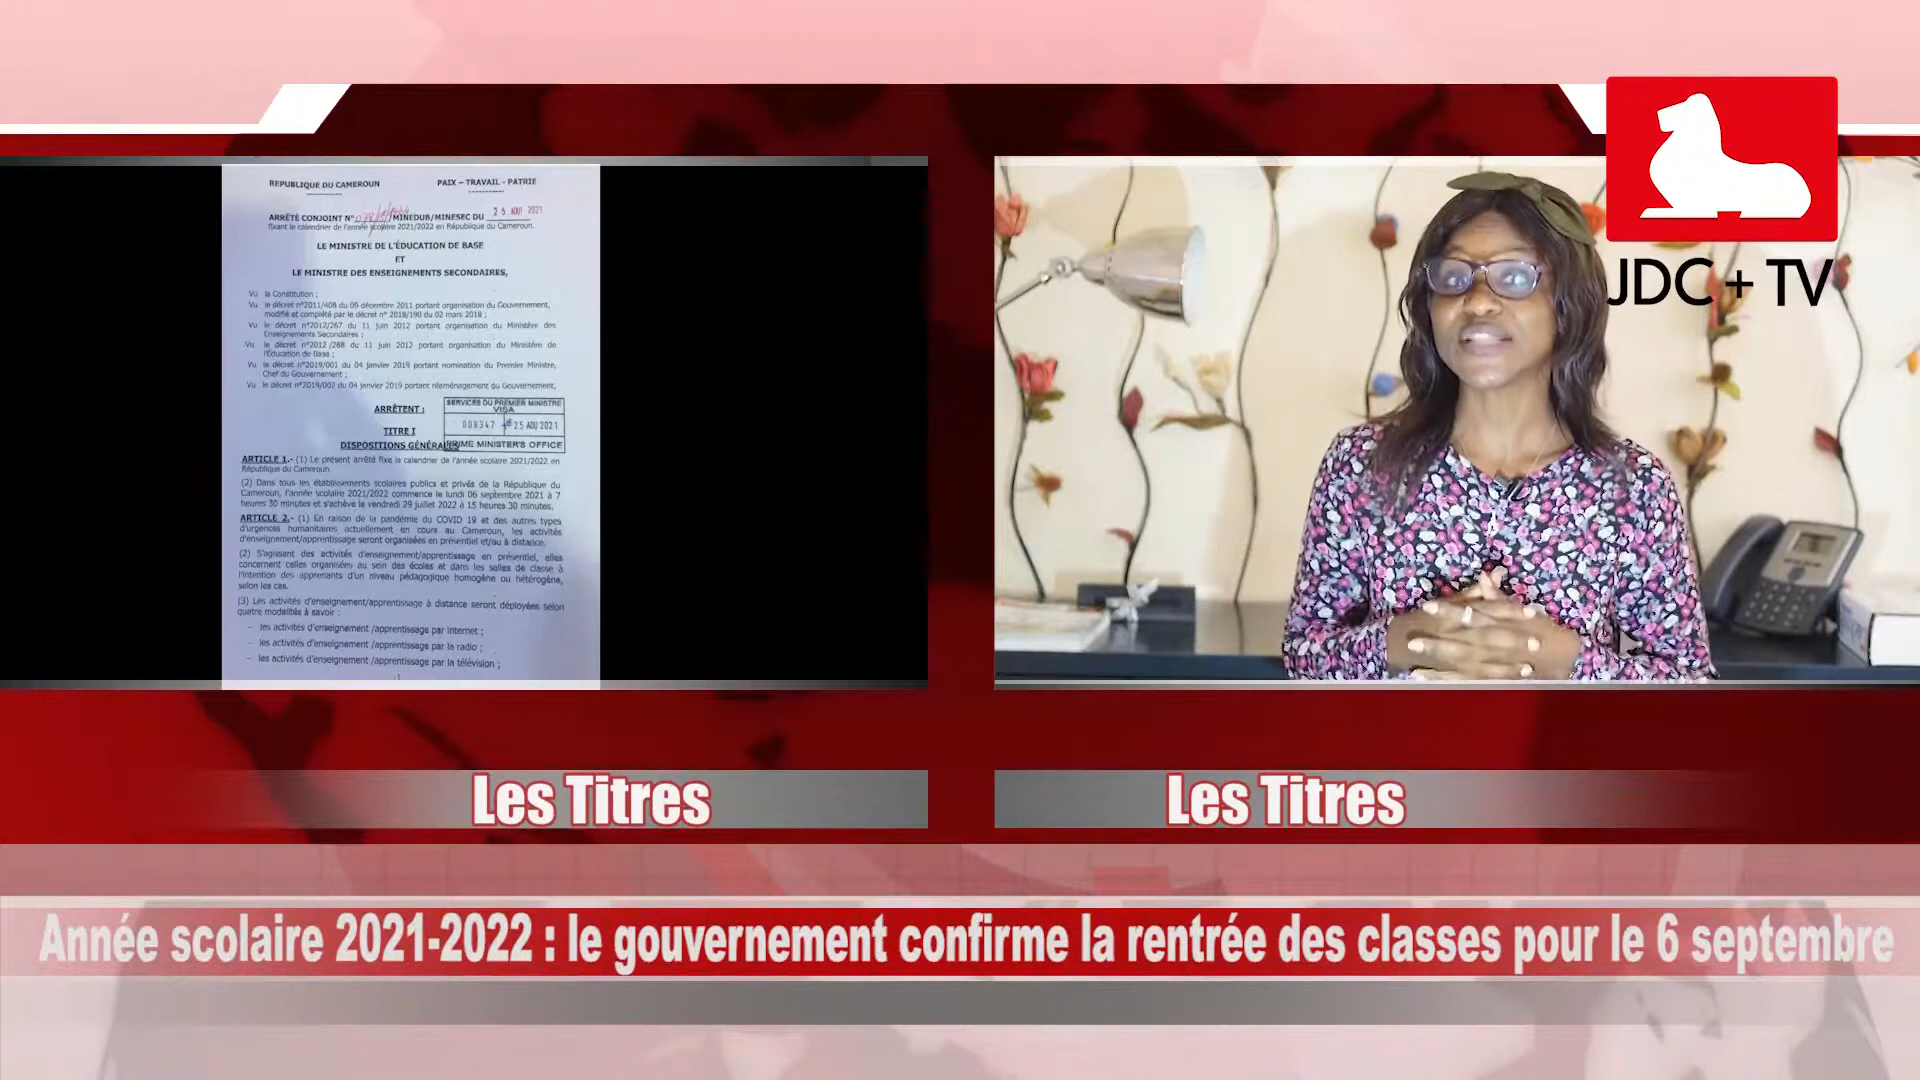 REPUBLIQUE DU CAMEROUN
PAIX – TRAVAIL - PATRIE
ARRÊTÉ CONJOINT N° /MINEDUB/MINESEC DU 25 AOUT 2021
fixant le calendrier de l'année scolaire 2021/2022 en République du Cameroun.
LE MINISTRE DE L'ÉDUCATION DE BASE
ET
LE MINISTRE DES ENSEIGNEMENTS SECONDAIRES,
Vu la Constitution ;
Vu le décret n°2011/408 du 09 décembre 2011 portant organisation du Gouvernement,
modifié et complété par le décret n° 2018/190 du 02 mars 2018 ;
Vu le décret n°2012/267 du 11 juin 2012 portant organisation du Ministère des
Enseignements Secondaires ;
Vu le décret n°2012 /268 du 11 juin 2012 portant organisation du Ministère de
l'Éducation de Base ;
Vu le décret n°2019/001 du 04 janvier 2019 portant nomination du Premier Ministre,
Chef du Gouvernement ;
Vu le décret n°2019/002 du 04 janvier 2019 portant réaménagement du Gouvernement,
ARRÊTENT :
SERVICES DU PREMIER MINISTRE
VISA
008347 25 AOU 2021
PRIME MINISTER'S OFFICE
TITRE I
DISPOSITIONS GÉNÉRALES
ARTICLE 1.- (1) Le présent arrêté fixe le calendrier de l'année scolaire 2021/2022 en
République du Cameroun.
(2) Dans tous les établissements scolaires publics et privés de la République du
Cameroun, l'année scolaire 2021/2022 commence le lundi 06 septembre 2021 à 7
heures 30 minutes et s'achève le vendredi 29 juillet 2022 à 15 heures 30 minutes.
ARTICLE 2.- (1) En raison de la pandémie du COVID 19 et des autres types
d'urgences humanitaires actuellement en cours au Cameroun, les activités
d'enseignement/apprentissage seront organisées en présentiel et/ou à distance.
(2) S'agissant des activités d'enseignement/apprentissage en présentiel, elles
concernent celles organisées au sein des écoles et dans les salles de classe à
l'intention des apprenants d'un niveau pédagogique homogène ou hétérogène,
selon les cas.
(3) Les activités d'enseignement/apprentissage à distance seront déployées selon
quatre modalités à savoir :
– les activités d'enseignement /apprentissage par internet ;
– les activités d'enseignement /apprentissage par la radio ;
– les activités d'enseignement /apprentissage par la télévision ;
JDC + TV
Les Titres
Les Titres
Année scolaire 2021-2022 : le gouvernement confirme la rentrée des classes pour le 6 septembre